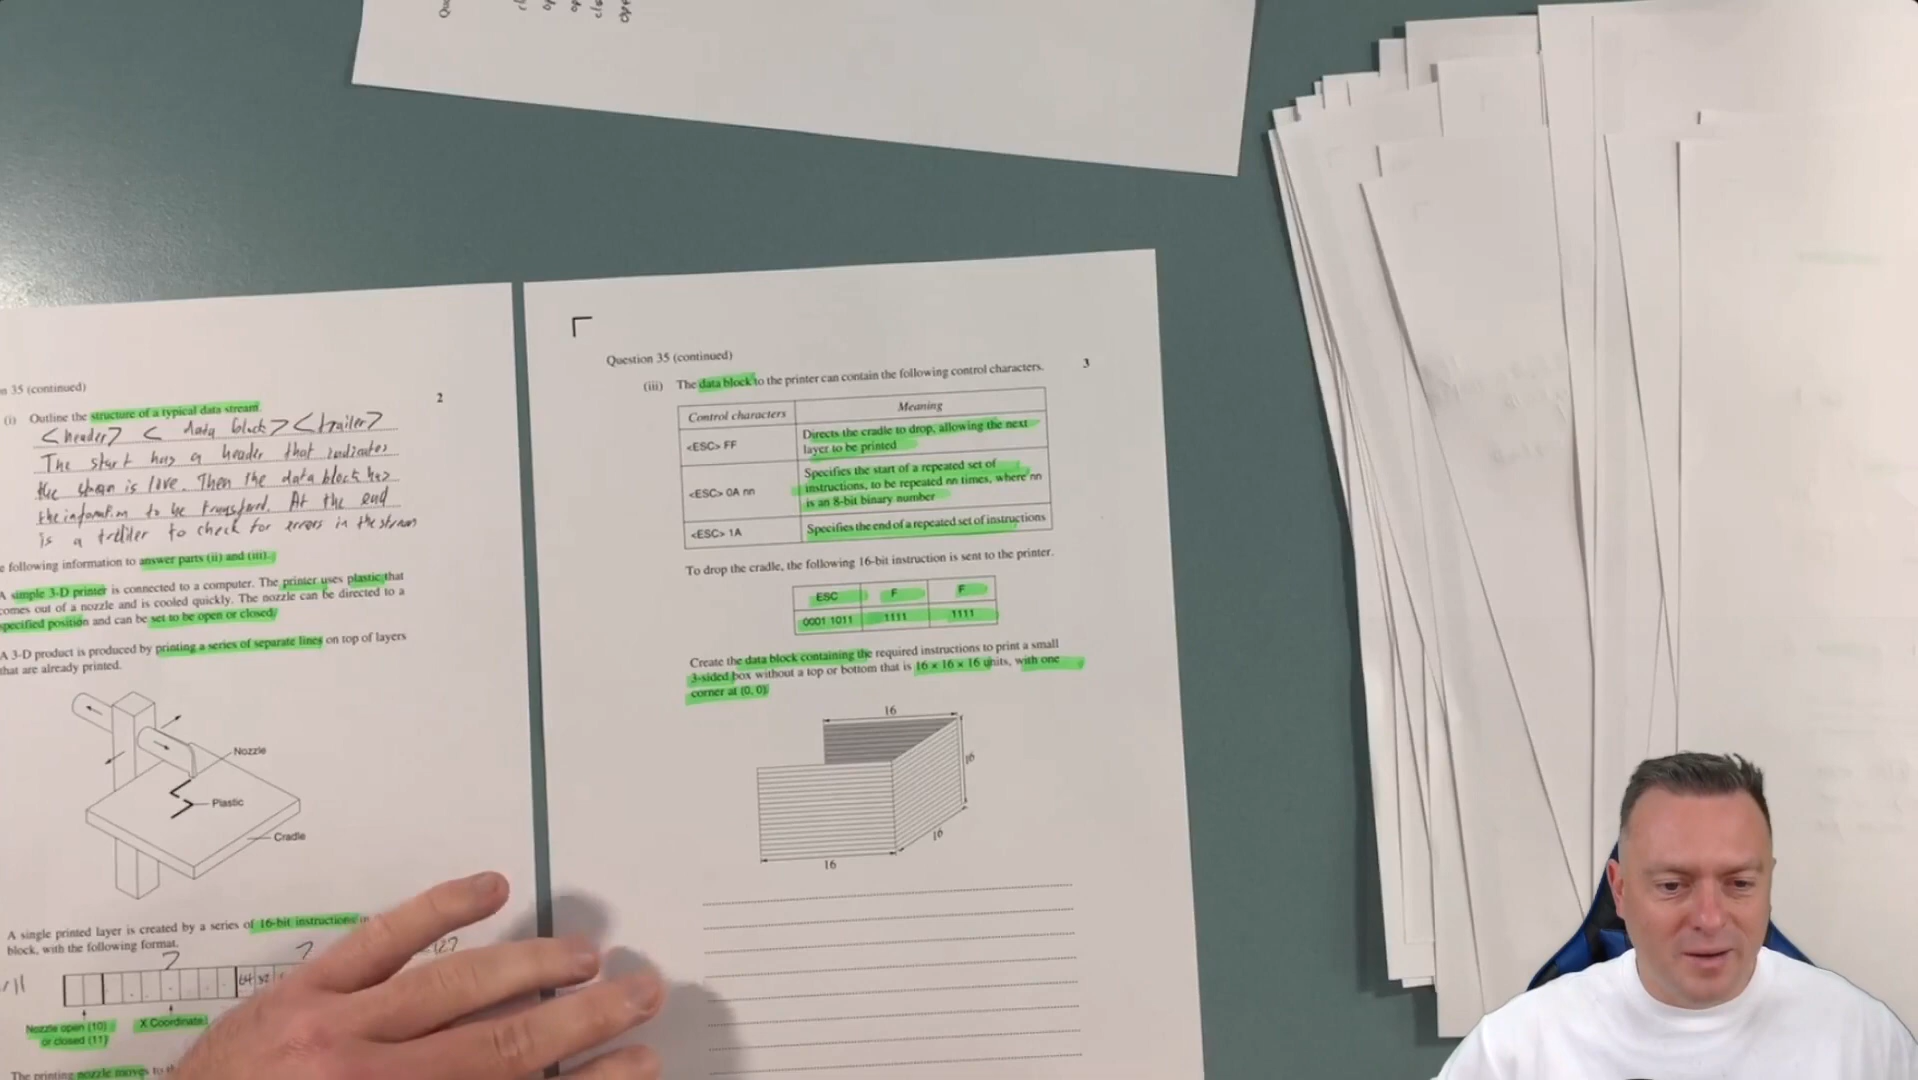 Question 35 (continued)
3
(iii) The data block to the printer can contain the following control characters.
Control characters
Meaning
<ESC> FF
Directs the cradle to drop, allowing the next
layer to be printed
<ESC> 0A nn
Specifies the start of a repeated set of
instructions, to be repeated nn times, where nn
is an 8-bit binary number
<ESC> 1A
Specifies the end of a repeated set of instructions
To drop the cradle, the following 16-bit instruction is sent to the printer.
ESC F F
0001 1011 1111 1111
Create the data block containing the required instructions to print a small
3-sided box without a top or bottom that is 16 × 16 × 16 units, with one
corner at (0, 0)
16
16
16
16
35 (continued)
2
(i) Outline the structure of a typical data stream.
<header> < data block> <trailer>
The start has a header that indicates
the is live. Then the data block has
the information to be At the end
is a to check for errors in the stream
following information to answer parts (ii) and (iii).
A simple 3-D printer is connected to a computer. The printer uses plastic that
comes out of a nozzle and is cooled quickly. The nozzle can be directed to a
specified position and can be set to be open or closed.
A 3-D product is produced by printing a series of separate lines on top of layers
that are already printed.
Nozzle
Plastic
Cradle
A single printed layer is created by a series of 16-bit instructions in
block, with the following format.
7
7
127
64 32
Nozzle open (10)
or closed (11)
X Coordinate
The printing nozzle moves to